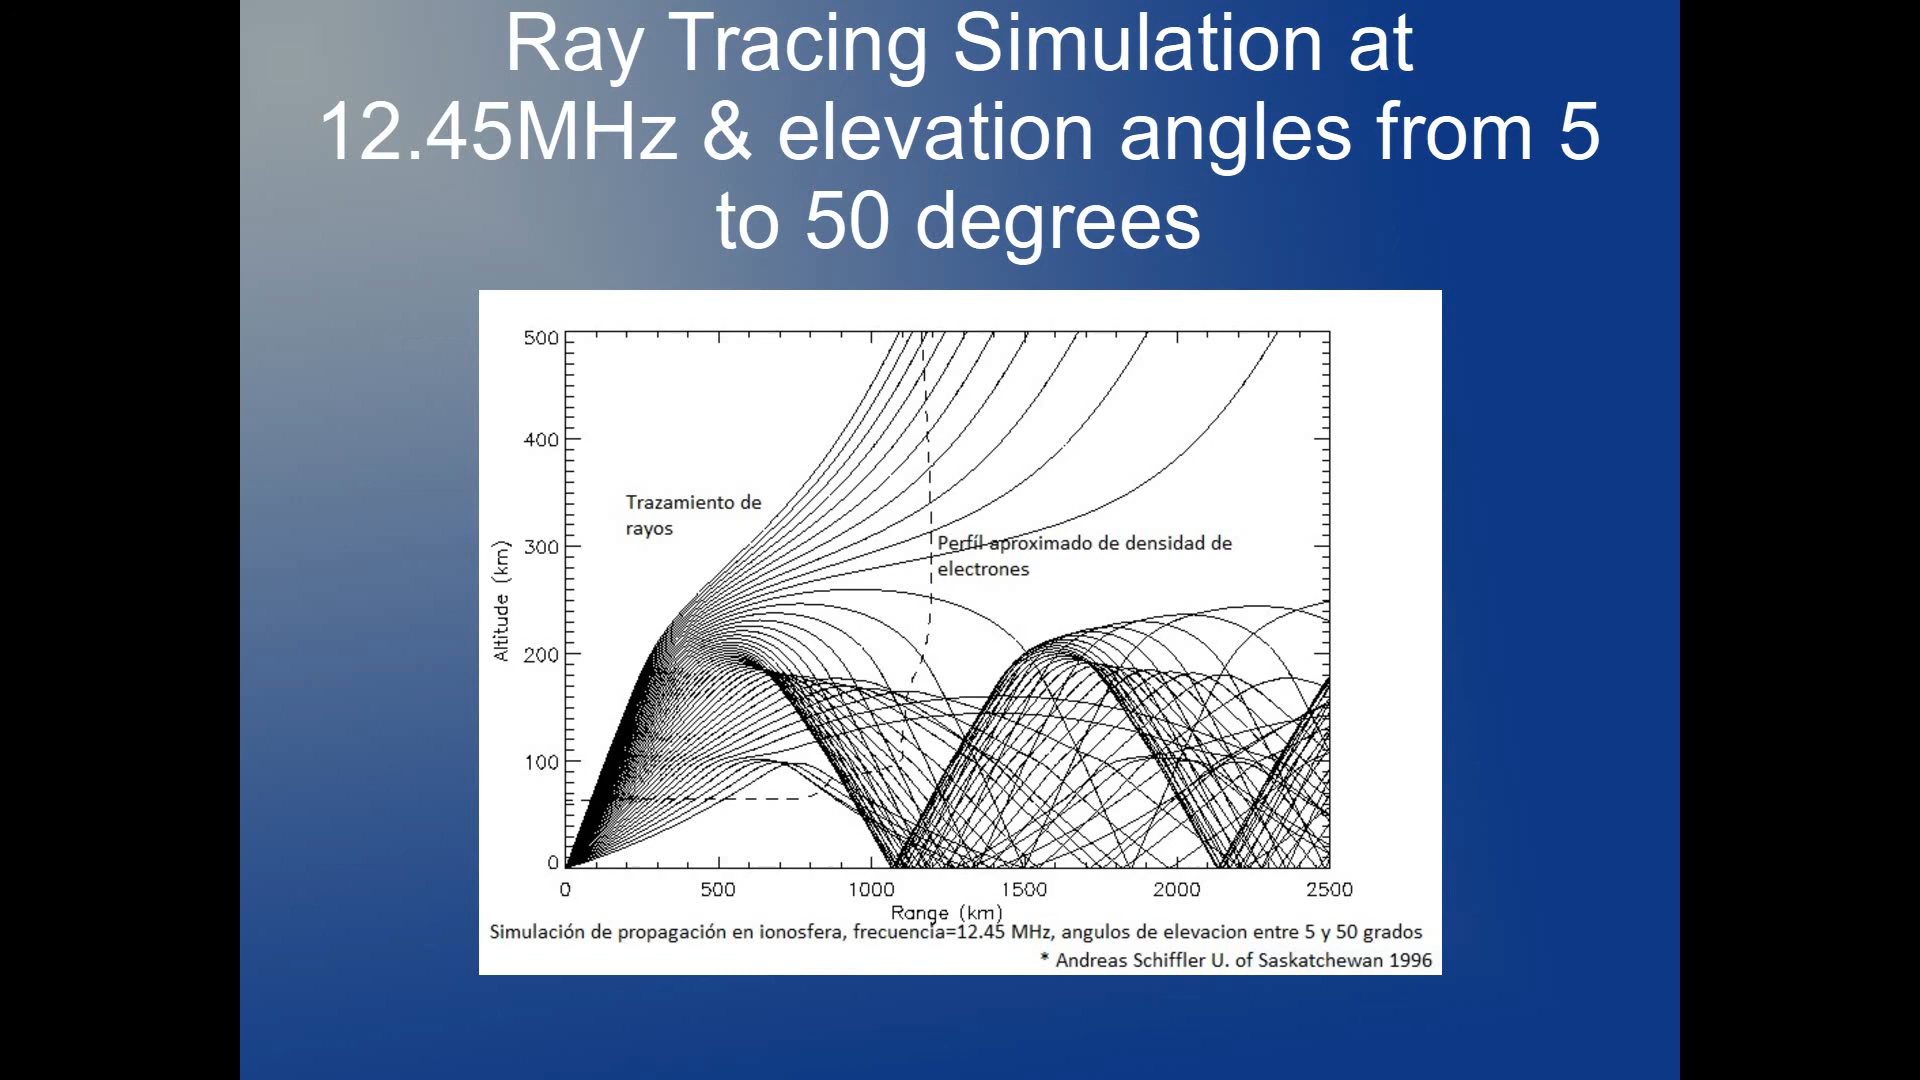 Ray Tracing Simulation at
12.45MHz & elevation angles from 5
to 50 degrees
500
400
300
200
100
0
Altitude (km)
Trazamiento de
rayos
Perfíl aproximado de densidad de
electrones
0 500 1000 1500 2000 2500
Range (km)
Simulación de propagación en ionosfera, frecuencia=12.45 MHz, angulos de elevacion entre 5 y 50 grados
* Andreas Schiffler U. of Saskatchewan 1996